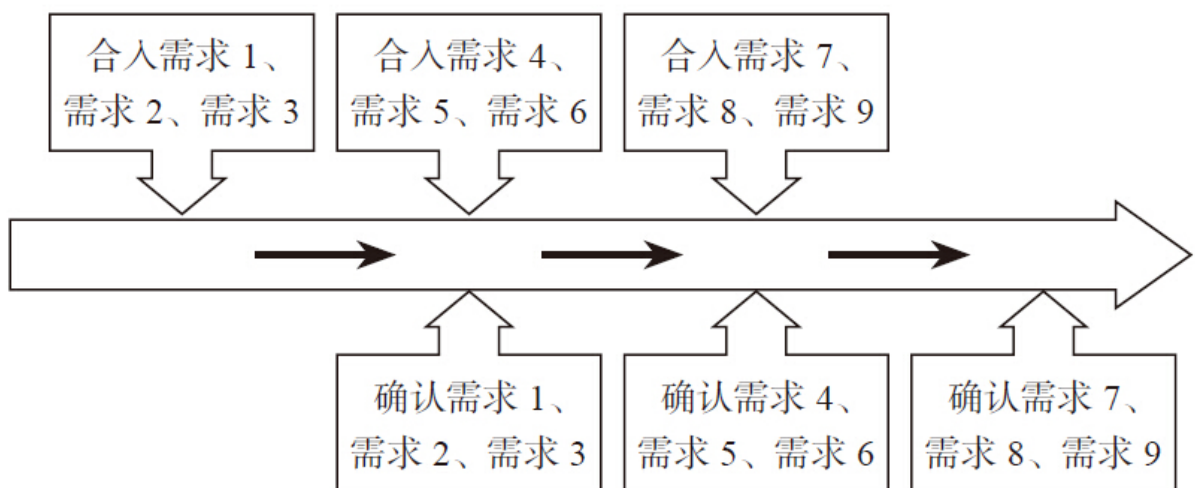 合入需求 1、
需求 2、需求 3
合入需求 4、
需求 5、需求 6
合入需求 7、
需求 8、需求 9
确认需求 1、
需求 2、需求 3
确认需求 4、
需求 5、需求 6
确认需求 7、
需求 8、需求 9